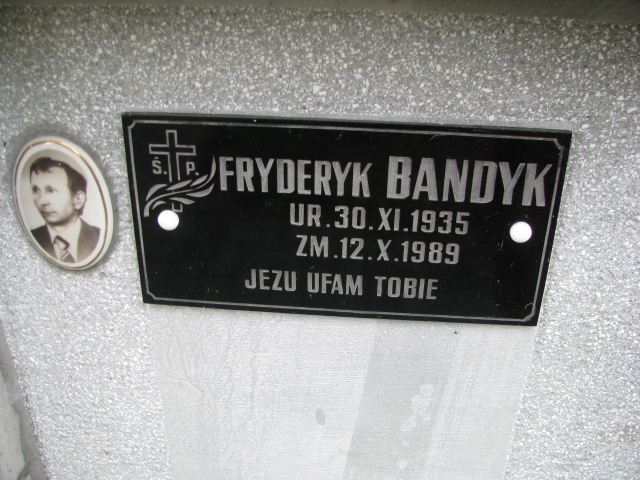 Ś. P. FRYDERYK BANDYK
UR. 30. XI. 1935
ZM. 12. X. 1989
JEZU UFAM TOBIE